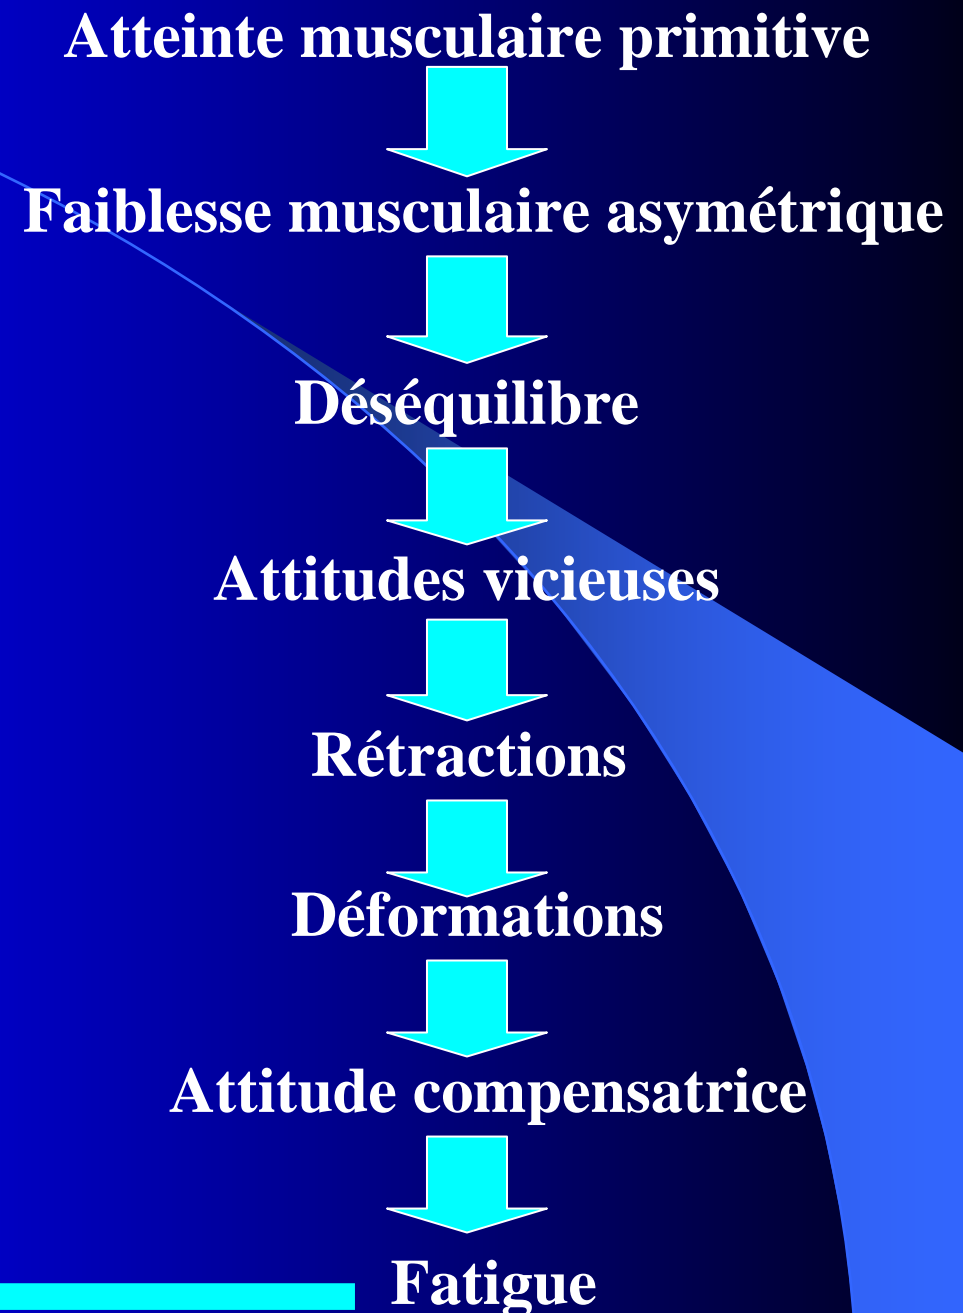 Atteinte musculaire primitive
Faiblesse musculaire asymétrique
Déséquilibre
Attitudes vicieuses
Rétractions
Déformations
Attitude compensatrice
Fatigue